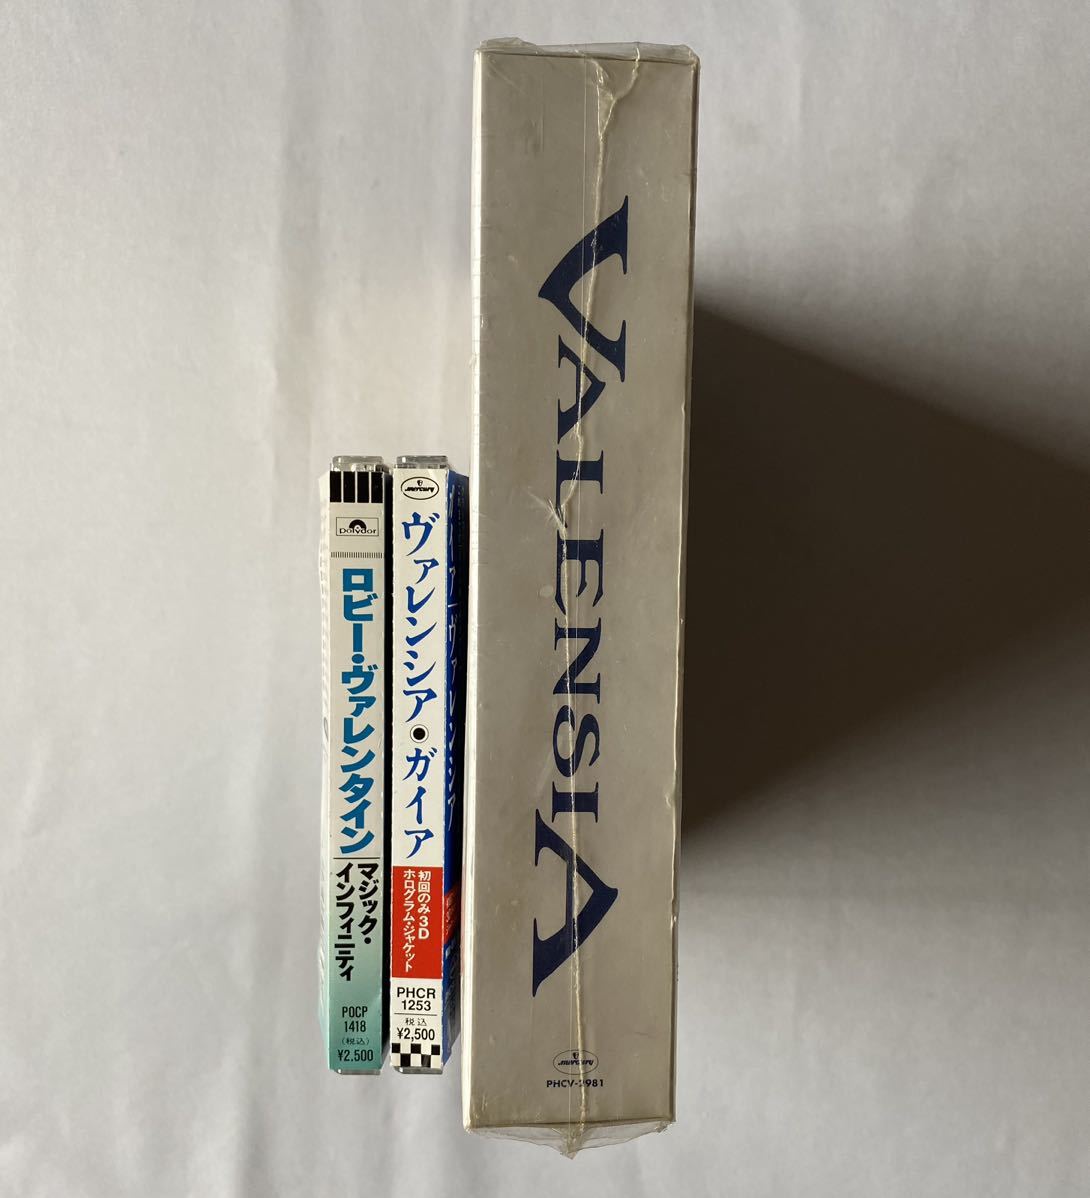 polydor
ロビー・ヴァレンタイン
マジック・
インフィニティ
POCP
1418
(税込)
¥2,500
mercury
ヴァレンシア●ガイア
初回のみ3D
ホログラム・ジャケット
PHCR
1253
税込
¥2,500
VALENSIA
mercury
PHCV-2981